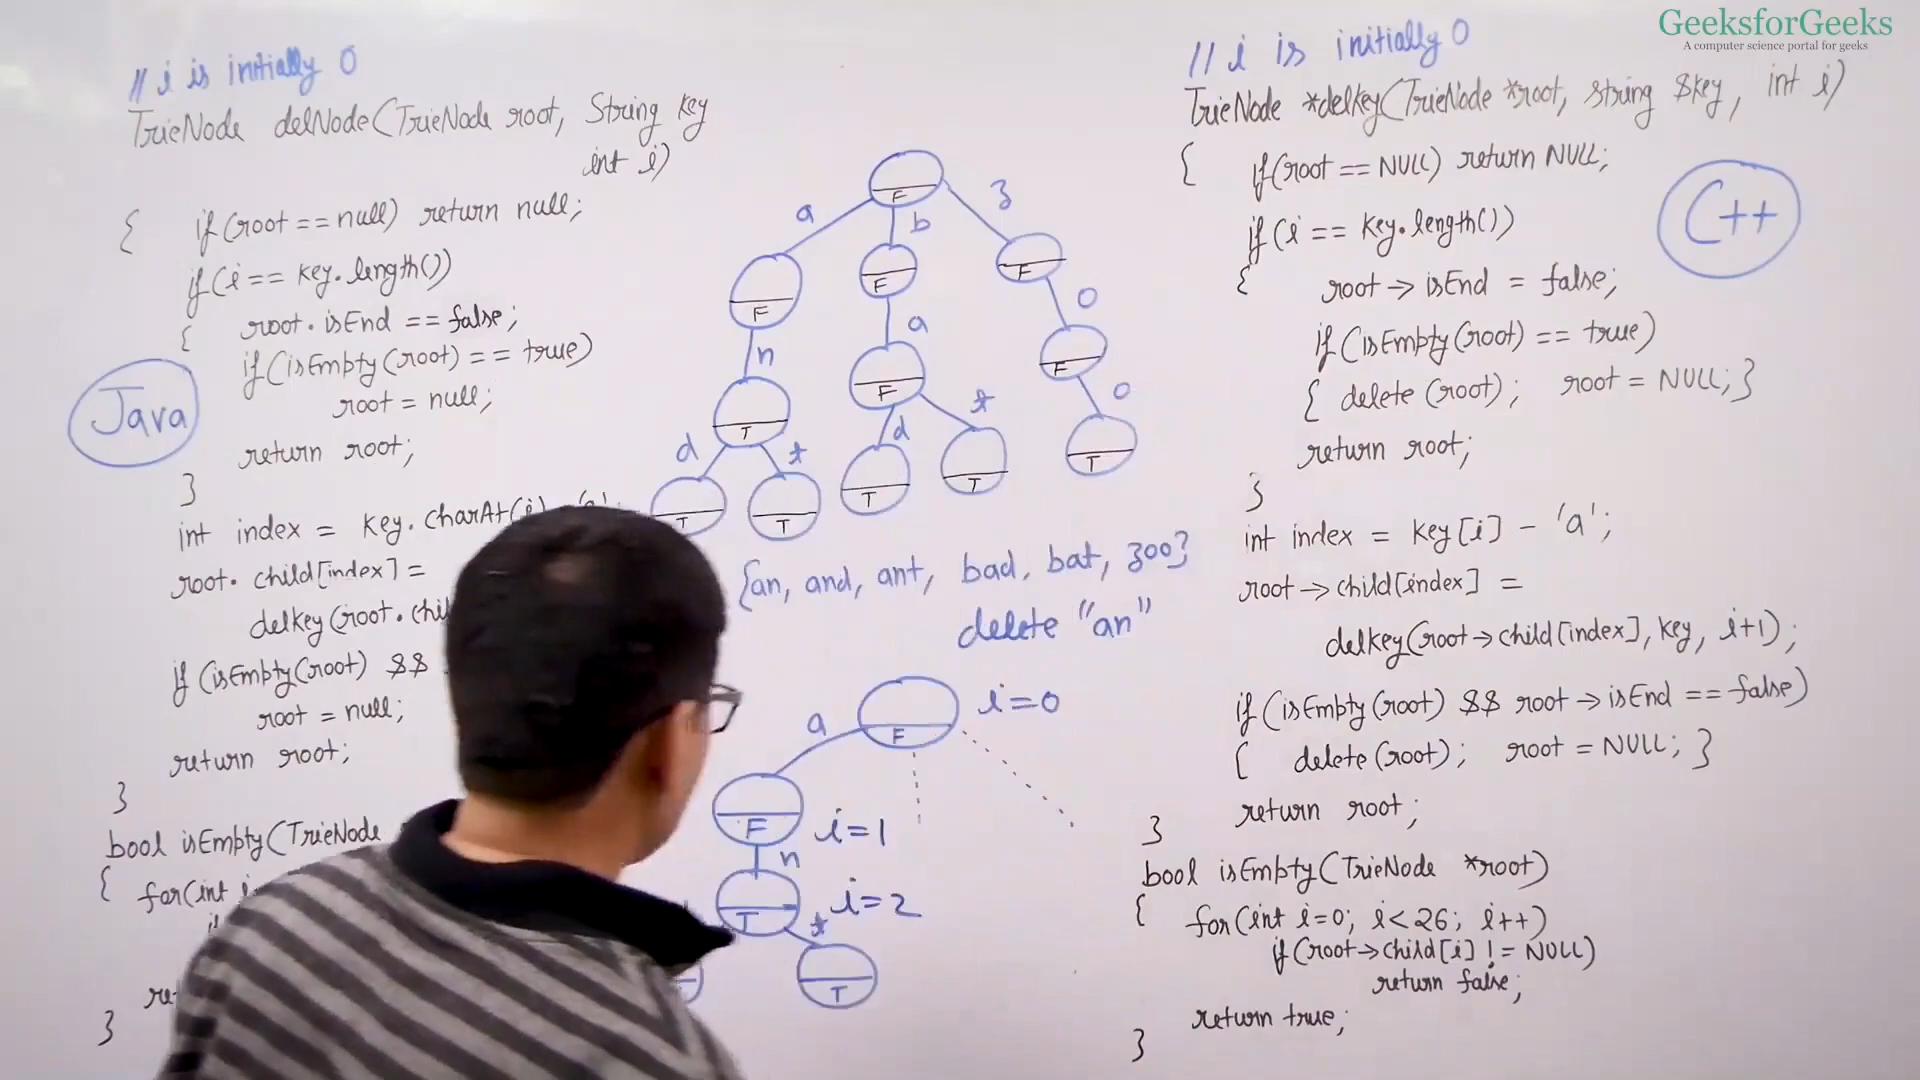 GeeksforGeeks
A computer science portal for geeks
// i is initially 0
TrieNode delNode(TrieNode root, String key
int i)
{ if(root == null) return null;
if(i == key.length())
{ root.isEnd == false;
if(isEmpty(root) == true)
root = null;
return root;
}
int index = key.charAt(i)
root.child[index] =
delkey(root.chil
if(isEmpty(root) &&
root = null;
return root;
}
bool isEmpty(TrieNode
{ for(int i
re
}
Java
F
a
b
z
F
F
F
n
a
o
T
F
F
d
t
d
t
o
T
T
T
T
T
{an, and, ant, bad, bat, zoo}
delete "an"
F
i=0
a
F
i=1
n
T
i=2
t
T
// i is initially 0
TrieNode *delkey(TrieNode *root, string &key, int i)
{ if(root == NULL) return NULL;
if(i == key.length())
{ root → isEnd = false;
if(isEmpty(root) == true)
{ delete (root); root = NULL; }
return root;
}
int index = key[i] - 'a';
root → child[index] =
delkey(root → child[index], key, i+1);
if(isEmpty(root) && root → isEnd == false)
{ delete (root); root = NULL; }
return root;
}
bool isEmpty(TrieNode *root)
{ for(int i=0; i<26; i++)
if(root → child[i] != NULL)
return false;
return true;
}
C++